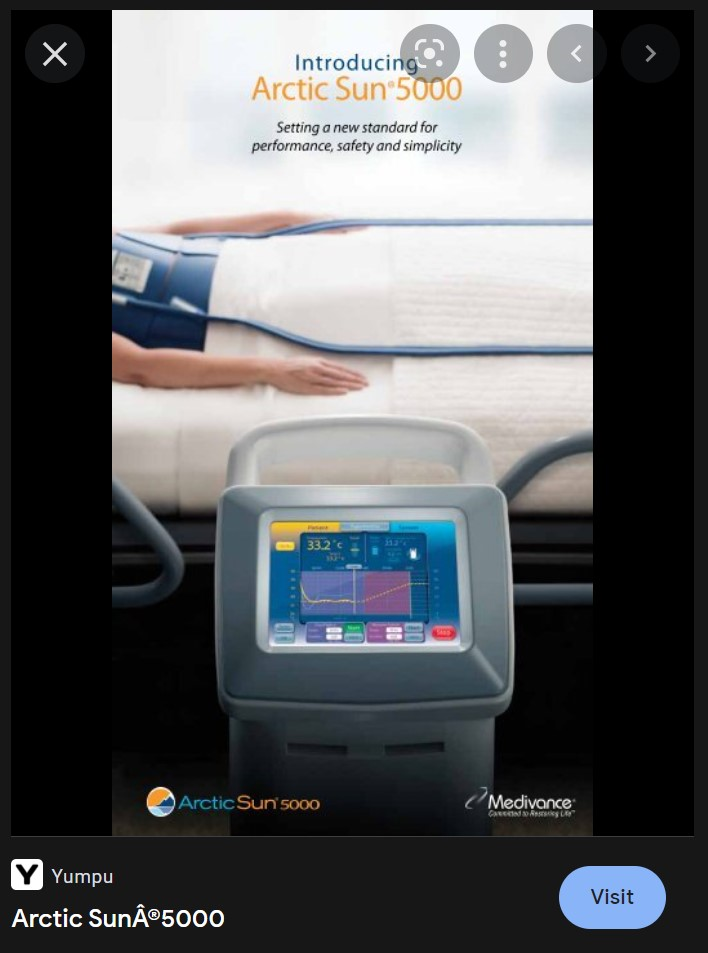 Introducing
Arctic Sun®5000
Setting a new standard for
performance, safety and simplicity
33.2°c
Stop
ArcticSun®5000
Medivance®
Committed to Restoring Life™
Y Yumpu
Visit
Arctic SunÂ®5000